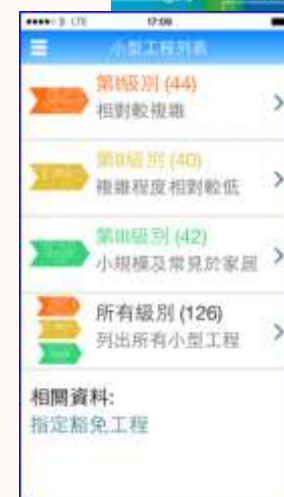 3 LTE 17:09
小型工程列表
第I級別 (44)
相對較複雜
第II級別 (40)
複雜程度相對較低
第III級別 (42)
小規模及常見於家居
所有級別 (126)
列出所有小型工程
相關資料:
指定豁免工程